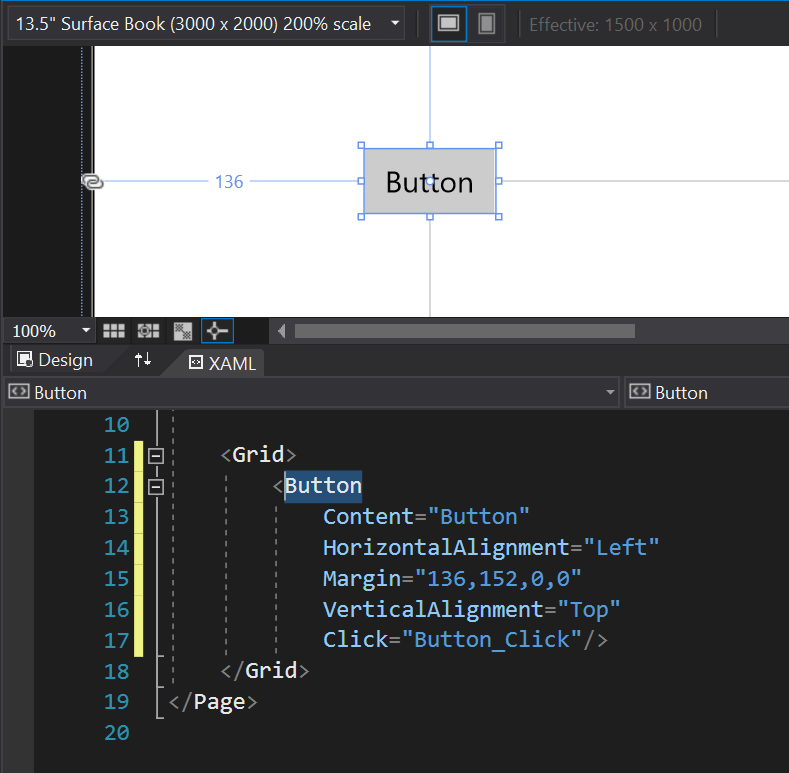 13.5" Surface Book (3000 x 2000) 200% scale Effective: 1500 x 1000
136 Button
100%
Design XAML
Button Button
10
11 <Grid>
12 <Button
13 Content="Button"
14 HorizontalAlignment="Left"
15 Margin="136,152,0,0"
16 VerticalAlignment="Top"
17 Click="Button_Click"/>
18 </Grid>
19 </Page>
20